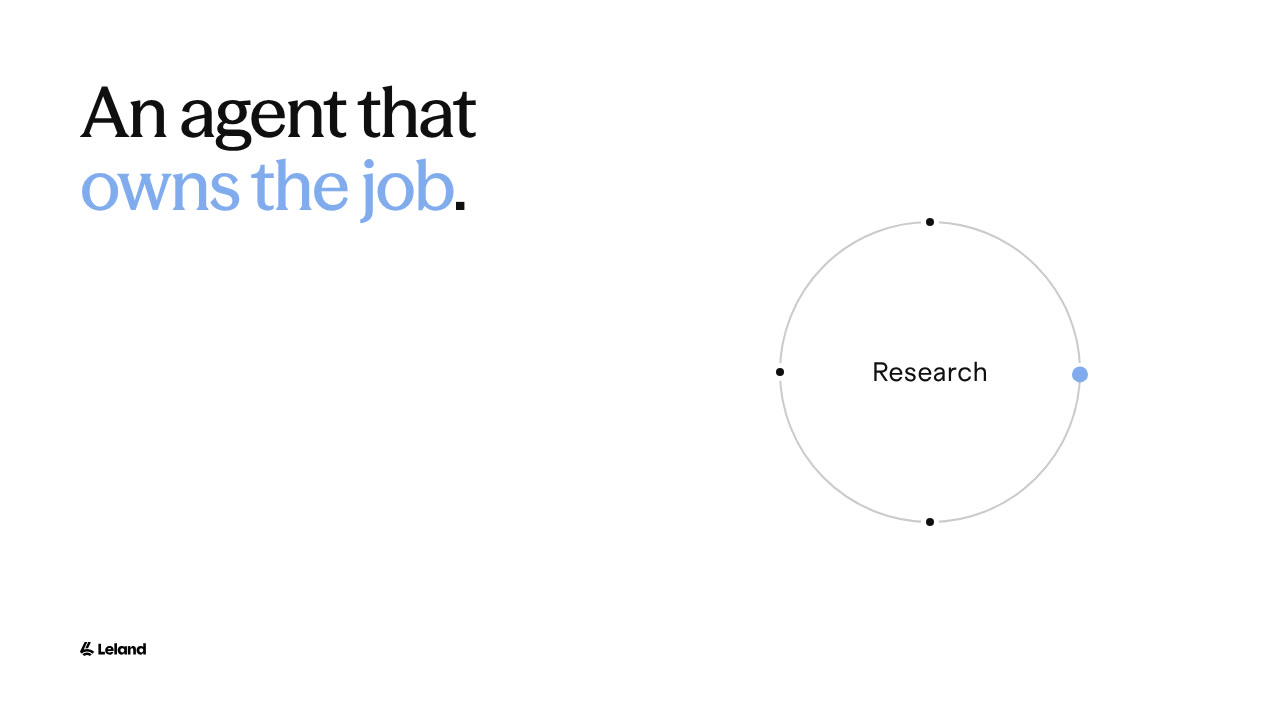 An agent that
owns the job.
Research
Leland